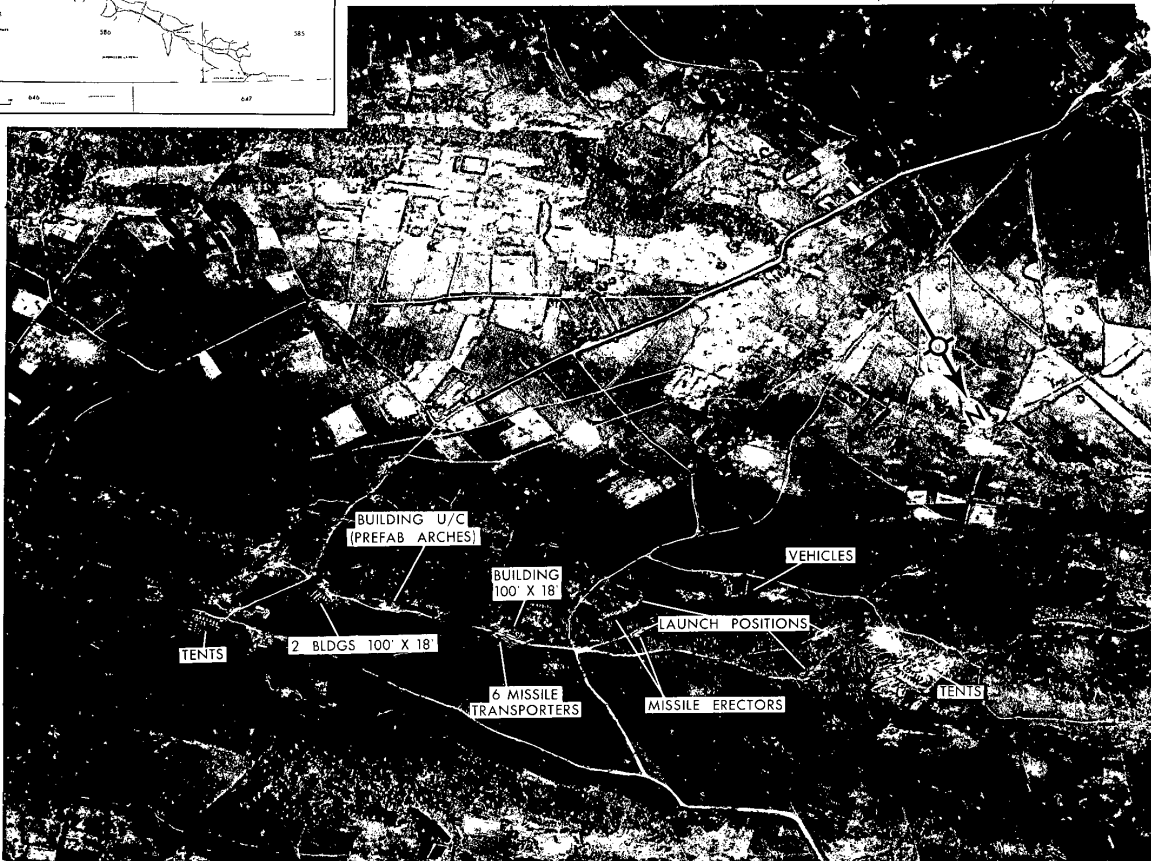 586
585
646
647
N
BUILDING U/C
(PREFAB ARCHES)
VEHICLES
BUILDING
100' X 18'
LAUNCH POSITIONS
TENTS
2 BLDGS 100' X 18'
6 MISSILE
TRANSPORTERS
MISSILE ERECTORS
TENTS